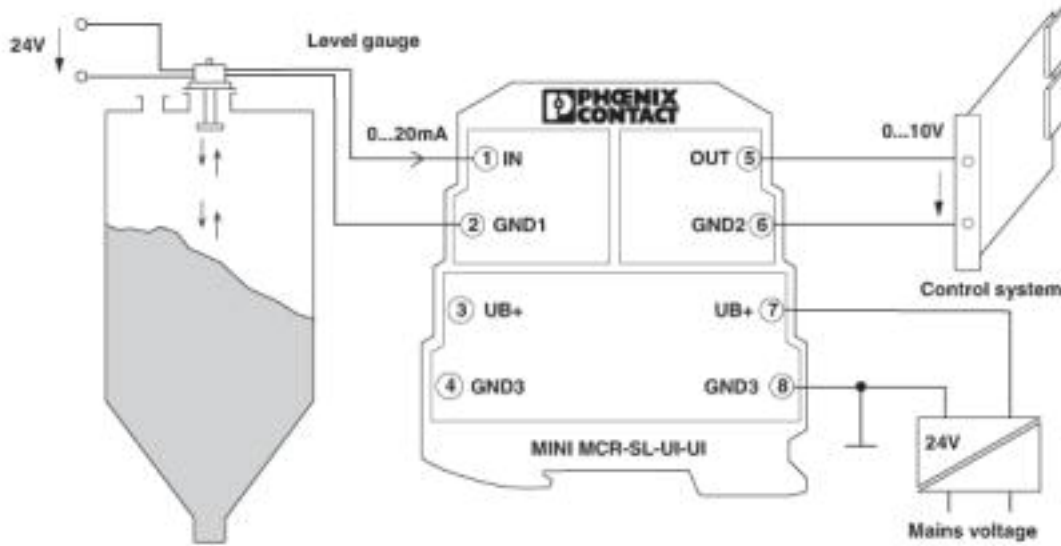 24V
Level gauge
PHŒNIX
CONTACT
0...20mA
0...10V
1 IN
OUT 5
2 GND1
GND2 6
Control system
3 UB+
UB+ 7
4 GND3
GND3 8
24V
MINI MCR-SL-UI-UI
Mains voltage